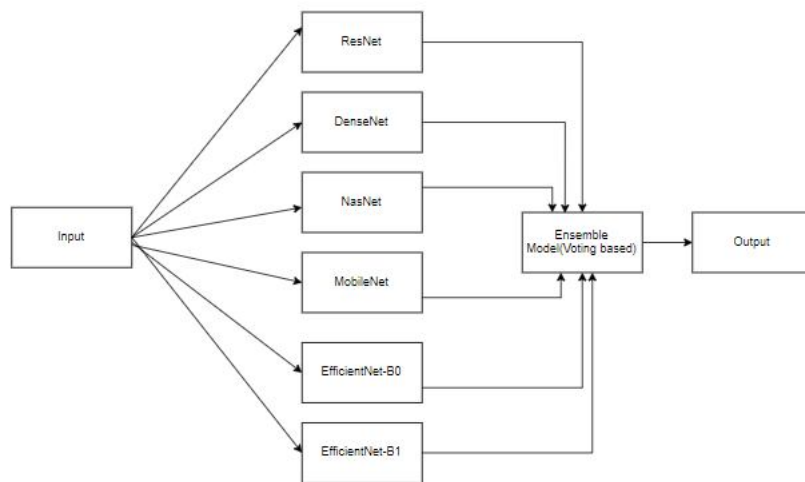 ResNet
DenseNet
NasNet
Input
Ensemble
Model(Voting based)
Output
MobileNet
EfficientNet-B0
EfficientNet-B1